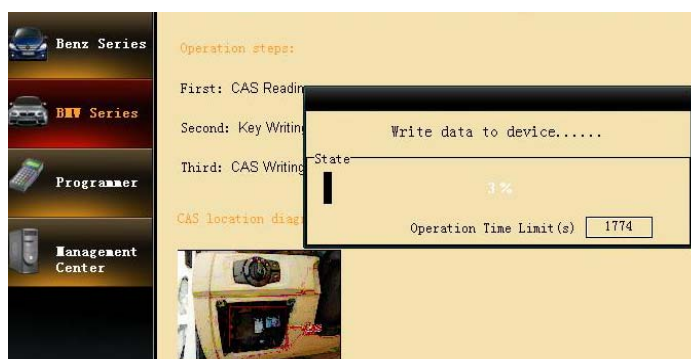 Benz Series
BMW Series
Programmer
Management
Center
Operation steps:
First: CAS Readin
Second: Key Writin
Third: CAS Writing
CAS location diag
Write data to device......
State
3%
Operation Time Limit(s) 1774